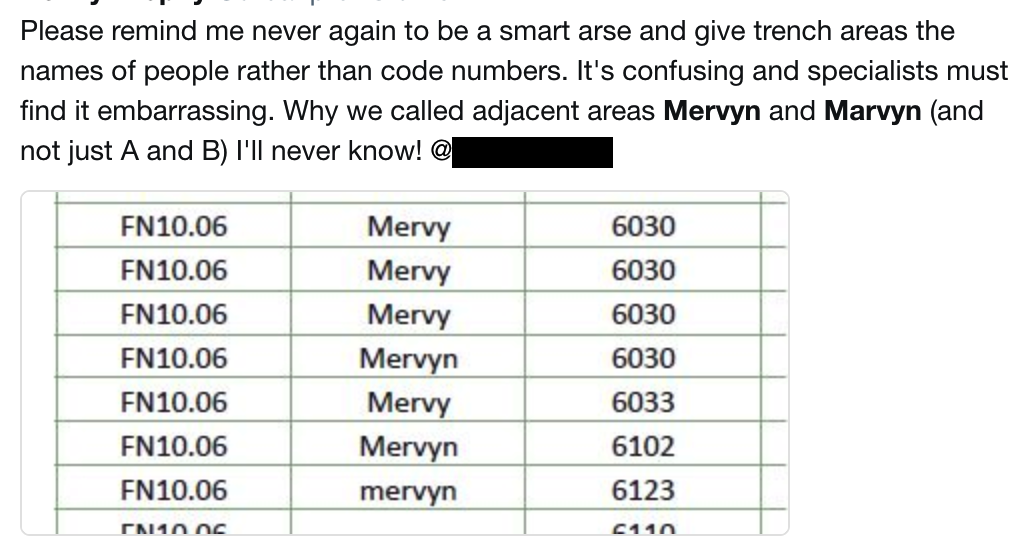 Please remind me never again to be a smart arse and give trench areas the
names of people rather than code numbers. It's confusing and specialists must
find it embarrassing. Why we called adjacent areas Mervyn and Marvyn (and
not just A and B) I'll never know! @
FN10.06 Mervy 6030
FN10.06 Mervy 6030
FN10.06 Mervy 6030
FN10.06 Mervyn 6030
FN10.06 Mervy 6033
FN10.06 Mervyn 6102
FN10.06 mervyn 6123
FN10.06 6110